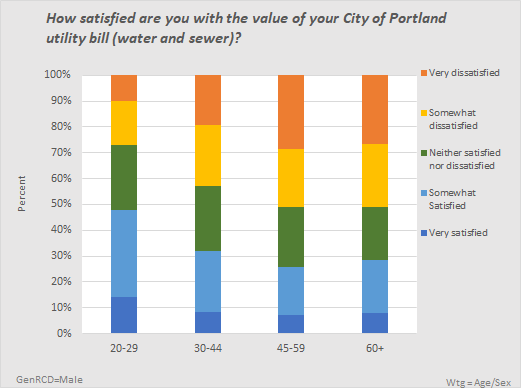 How satisfied are you with the value of your City of Portland
utility bill (water and sewer)?
100%
90%
80%
70%
60%
50%
40%
30%
20%
10%
0%
Percent
20-29
30-44
45-59
60+
Very dissatisfied
Somewhat
dissatisfied
Neither satisfied
nor dissatisfied
Somewhat
Satisfied
Very satisfied
GenRCD=Male
Wtg = Age/Sex